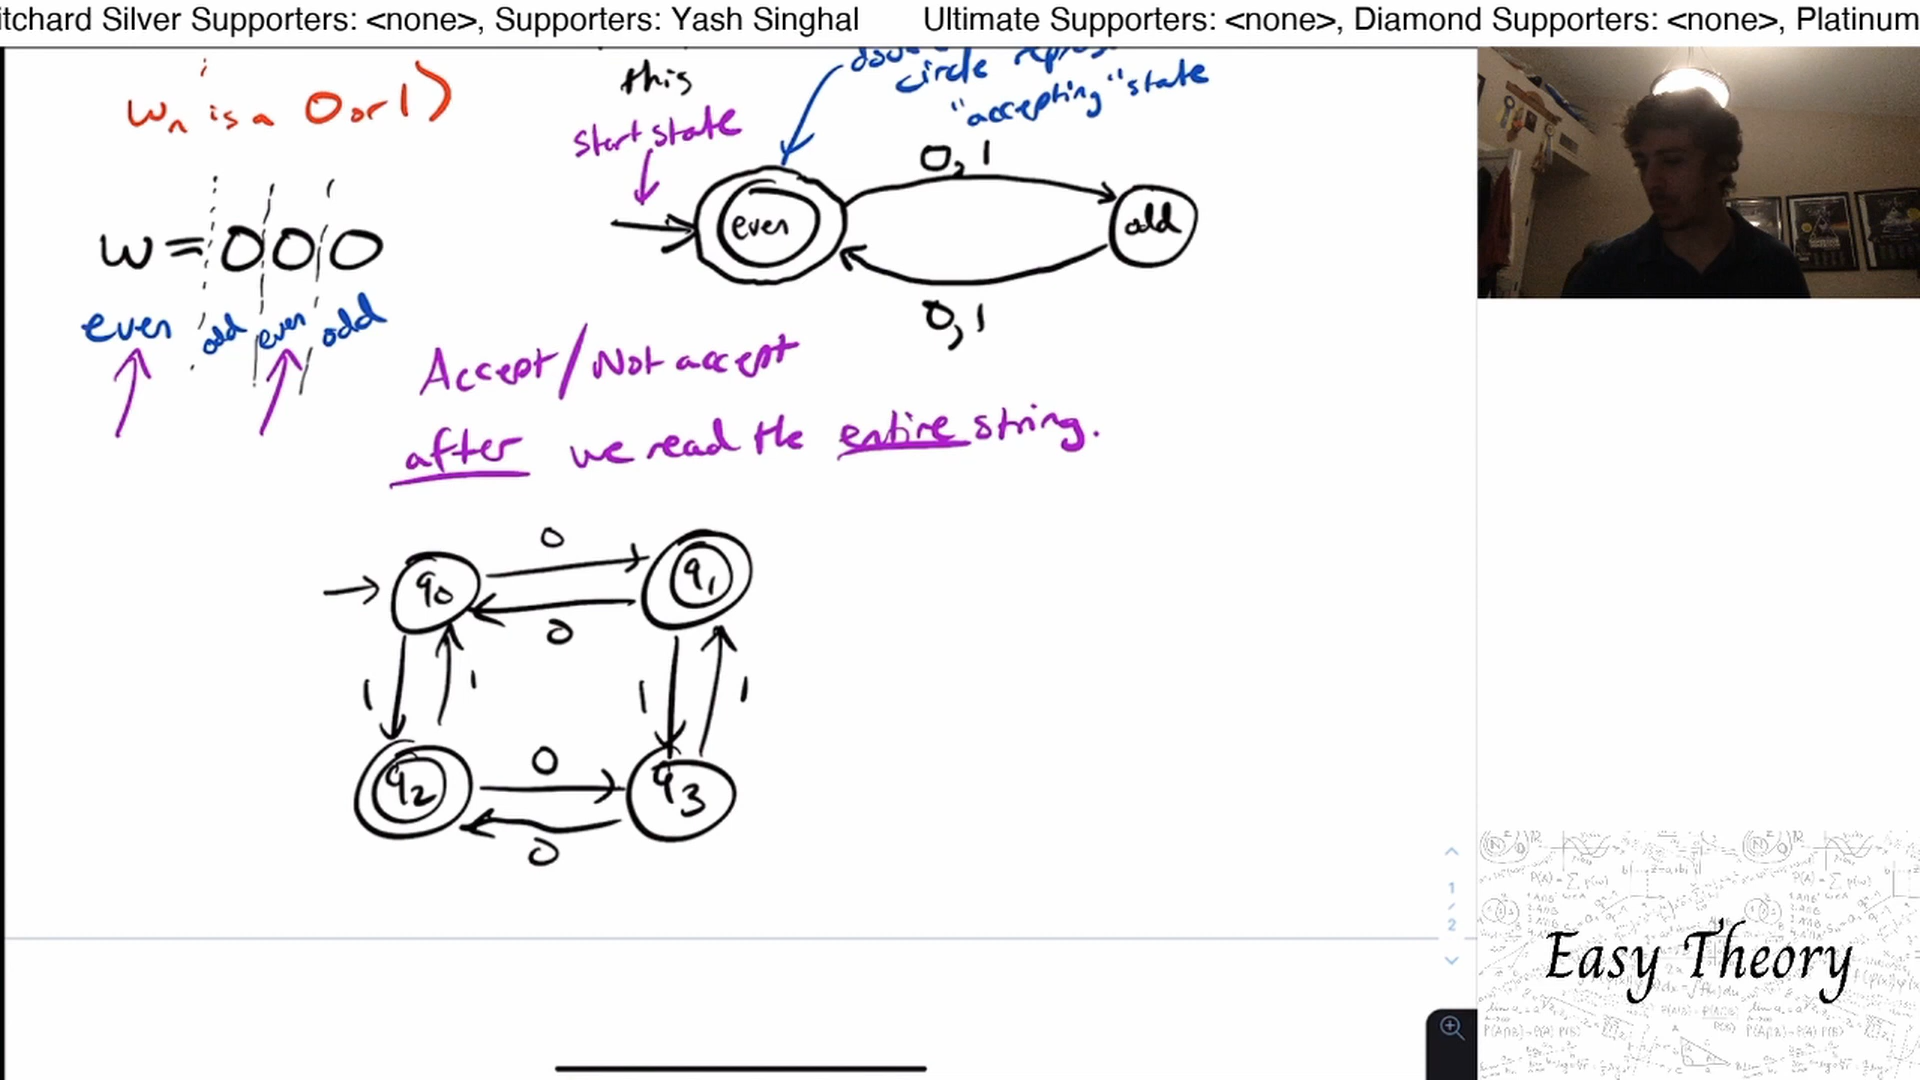 itchard Silver Supporters: <none>, Supporters: Yash Singhal Ultimate Supporters: <none>, Diamond Supporters: <none>, Platinum
wn is a 0 or 1)
this
start state
circle
"accepting" state
0, 1
even
odd
0, 1
w = 000
even odd even odd
Accept/Not accept
after we read the entire string.
0
q0
q1
0
1
1
1
1
0
q2
q3
0
1
2
Easy Theory